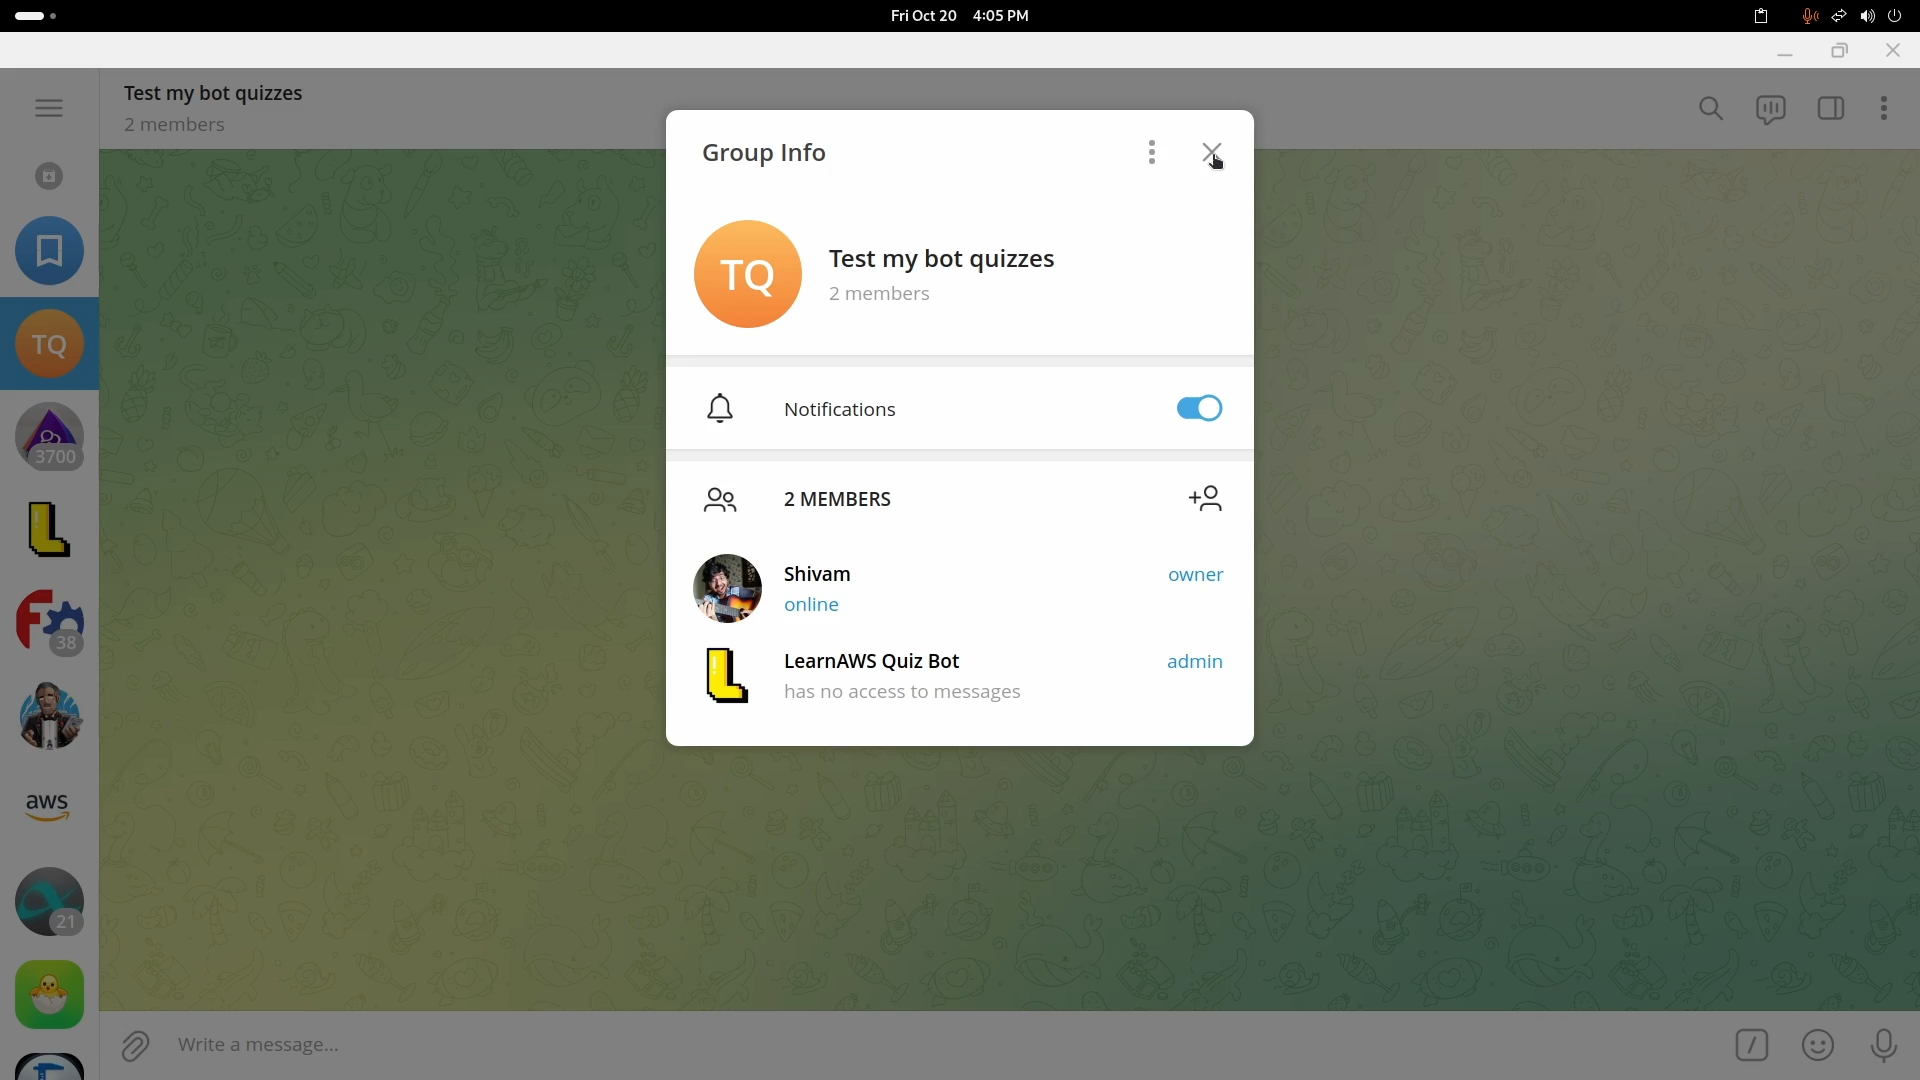 Fri Oct 20 4:05 PM
Test my bot quizzes
2 members
Group Info
TQ
Test my bot quizzes
2 members
TQ
Notifications
3700
2 MEMBERS
Shivam
owner
online
38
LearnAWS Quiz Bot
admin
has no access to messages
aws
21
Write a message...